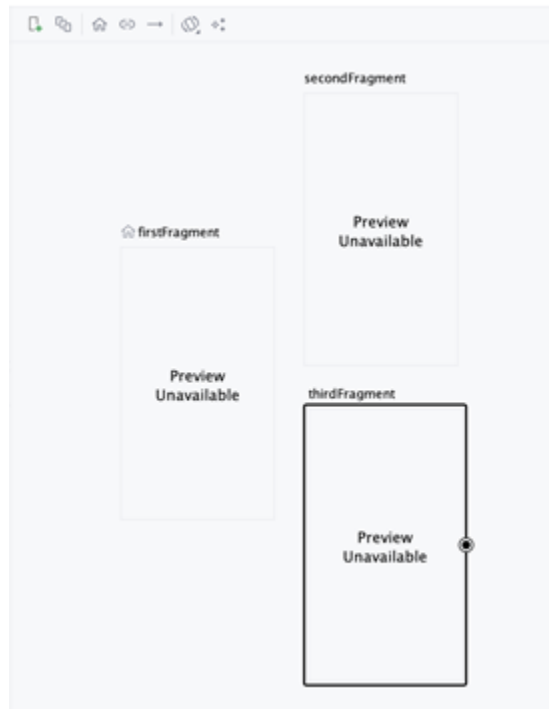 secondFragment
Preview
Unavailable
firstFragment
Preview
Unavailable
thirdFragment
Preview
Unavailable